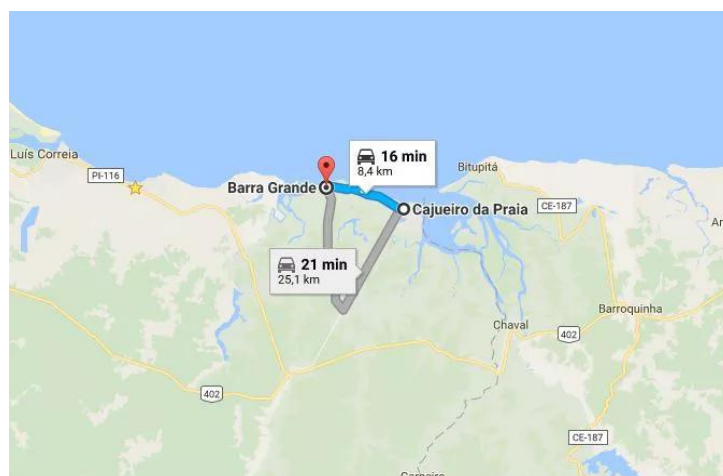 Luís Correia
PI-116
Barra Grande
16 min
8,4 km
Bitupitá
Cajueiro da Praia
CE-187
21 min
25,1 km
Barroquinha
Chaval
402
402
CE-187